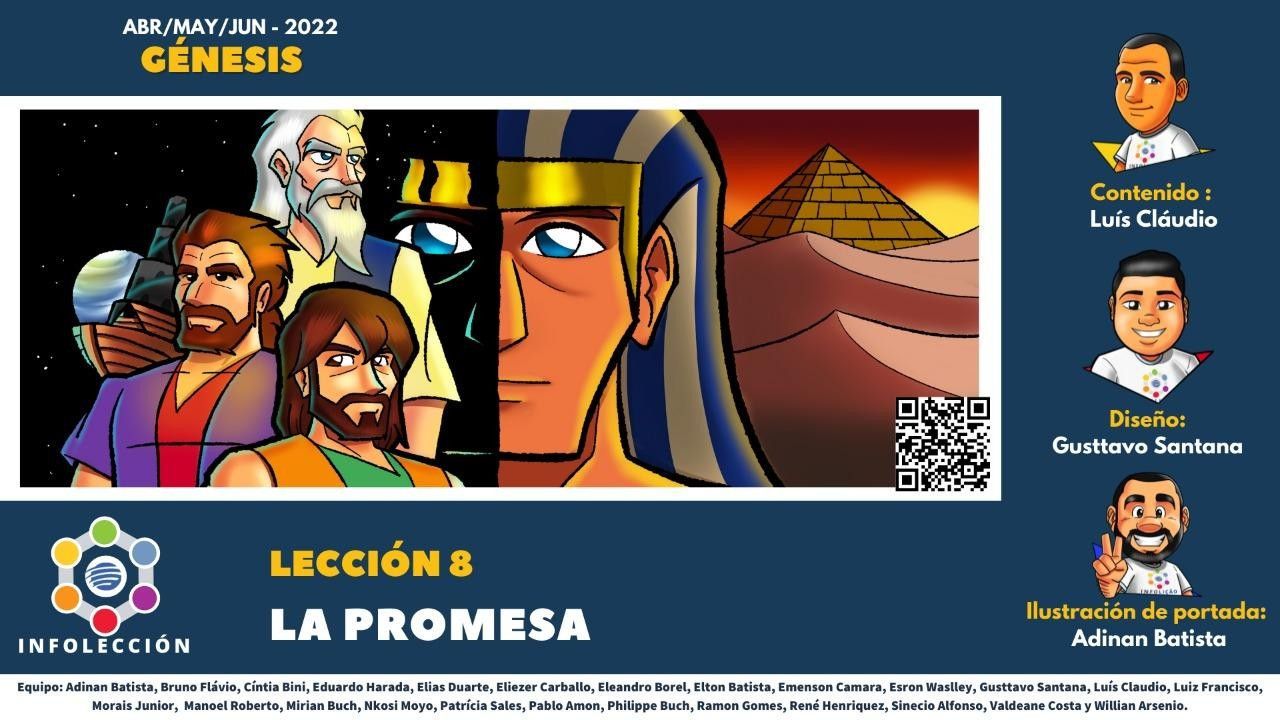 ABR/MAY/JUN - 2022
GÉNESIS
Contenido :
Luís Cláudio
Diseño:
Gusttavo Santana
INFOLIÇÃO
Ilustración de portada:
Adinan Batista
INFOLECCIÓN
LECCIÓN 8
LA PROMESA
Equipo: Adinan Batista, Bruno Flávio, Cíntia Bini, Eduardo Harada, Elias Duarte, Eliezer Carballo, Eleandro Borel, Elton Batista, Emenson Camara, Esron Waslley, Gusttavo Santana, Luís Claudio, Luiz Francisco,
Morais Junior, Manoel Roberto, Mirian Buch, Nkosi Moyo, Patrícia Sales, Pablo Amon, Philippe Buch, Ramon Gomes, René Henriquez, Sinecio Alfonso, Valdeane Costa y Willian Arsenio.